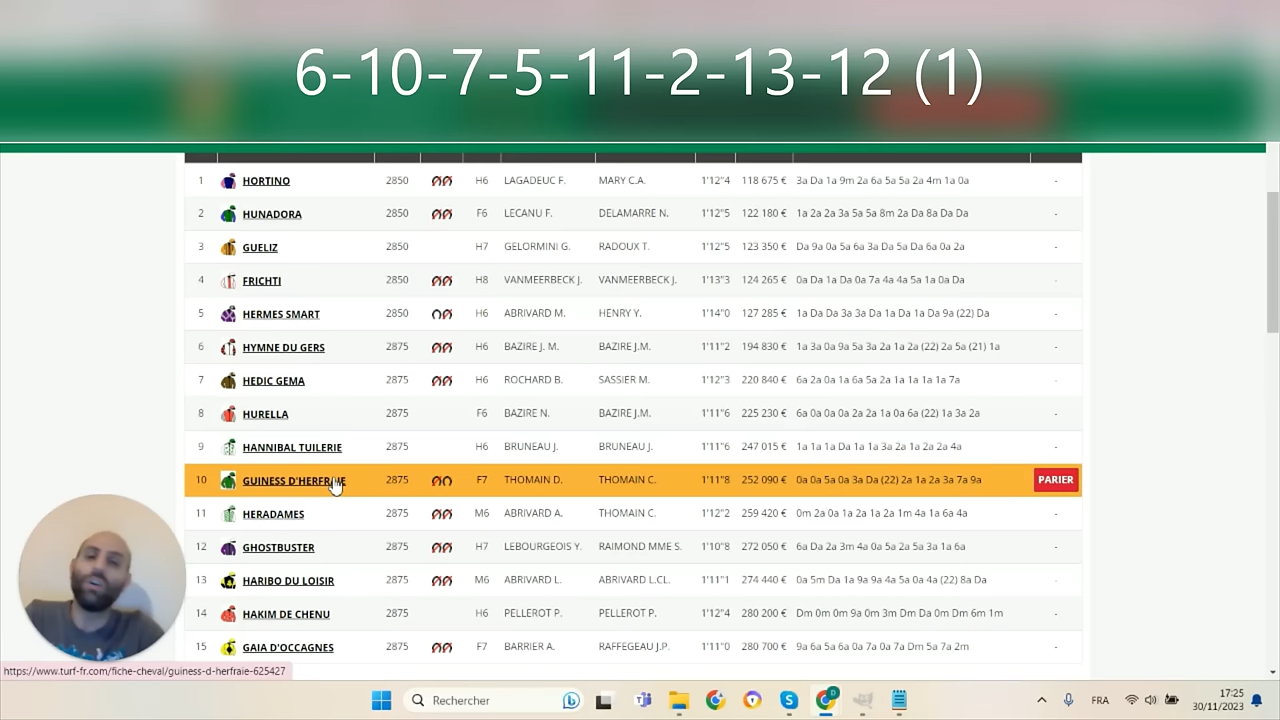 6-10-7-5-11-2-13-12 (1)
1 HORTINO 2850 H6 LAGADEUC F. MARY C.A. 1'12"4 118 675 € 3a Da 1a 9m 2a 6a 5a 5a 2a 4m 1a 0a -
2 HUNADORA 2850 F6 LECANU F. DELAMARRE N. 1'12"5 122 180 € 1a 2a 2a 3a 5a 5a 8m 2a Da 8a Da Da -
3 GUELIZ 2850 H7 GELORMINI G. RADOUX T. 1'12"5 123 350 € Da 9a 0a 5a 6a 3a Da 5a Da 6a 0a 2a -
4 FRICHTI 2850 H8 VANMEERBECK J. VANMEERBECK J. 1'13"3 124 265 € 0a Da 1a Da 0a 7a 4a 4a 5a 1a 0a Da -
5 HERMES SMART 2850 H6 ABRIVARD M. HENRY Y. 1'14"0 127 285 € 1a Da Da 3a 3a Da 1a Da 1a Da 9a (22) Da -
6 HYMNE DU GERS 2875 H6 BAZIRE J. M. BAZIRE J.M. 1'11"2 194 830 € 1a 3a 0a 9a 5a 3a 2a 1a 2a (22) 2a 5a (21) 1a -
7 HEDIC GEMA 2875 H6 ROCHARD B. SASSIER M. 1'12"3 220 840 € 6a 2a 0a 1a 6a 5a 2a 1a 1a 1a 1a 7a -
8 HURELLA 2875 F6 BAZIRE N. BAZIRE J.M. 1'11"6 225 230 € 6a 0a 0a 0a 2a 2a 1a 0a 6a (22) 1a 3a 2a -
9 HANNIBAL TUILERIE 2875 H6 BRUNEAU J. BRUNEAU J. 1'11"6 247 015 € 1a 1a 1a Da 1a 1a 3a 2a 1a 2a 2a 4a -
10 GUINESS D'HERFRAIE 2875 F7 THOMAIN D. THOMAIN C. 1'11"8 252 090 € 0a 0a 5a 0a 3a Da (22) 2a 1a 2a 3a 7a 9a PARIER
11 HERADAMES 2875 M6 ABRIVARD A. THOMAIN C. 1'12"2 259 420 € 0m 2a 0a 1a 2a 1a 2a 1m 4a 1a 6a 4a -
12 GHOSTBUSTER 2875 H7 LEBOURGEOIS Y. RAIMOND MME S. 1'10"8 272 050 € 6a Da 2a 3m 4a 0a 5a 2a 5a 3a 1a 6a -
13 HARIBO DU LOISIR 2875 M6 ABRIVARD L. ABRIVARD L.CL. 1'11"1 274 440 € 0a 5m Da 1a 9a 9a 4a 5a 0a 4a (22) 8a Da -
14 HAKIM DE CHENU 2875 H6 PELLEROT P. PELLEROT P. 1'12"4 280 200 € Dm 0m 0m 9a 0m 3m Dm Da 0m Dm 6m 1m -
15 GAIA D'OCCAGNES 2875 F7 BARRIER A. RAFFEGEAU J.P. 1'11"0 280 700 € 9a 6a 5a 6a 0a 7a 0a 7a Dm 5a 7a 2m -
https://www.turf-fr.com/fiche-cheval/guiness-d-herfraie-625427
Rechercher
FRA
17:25
30/11/2023